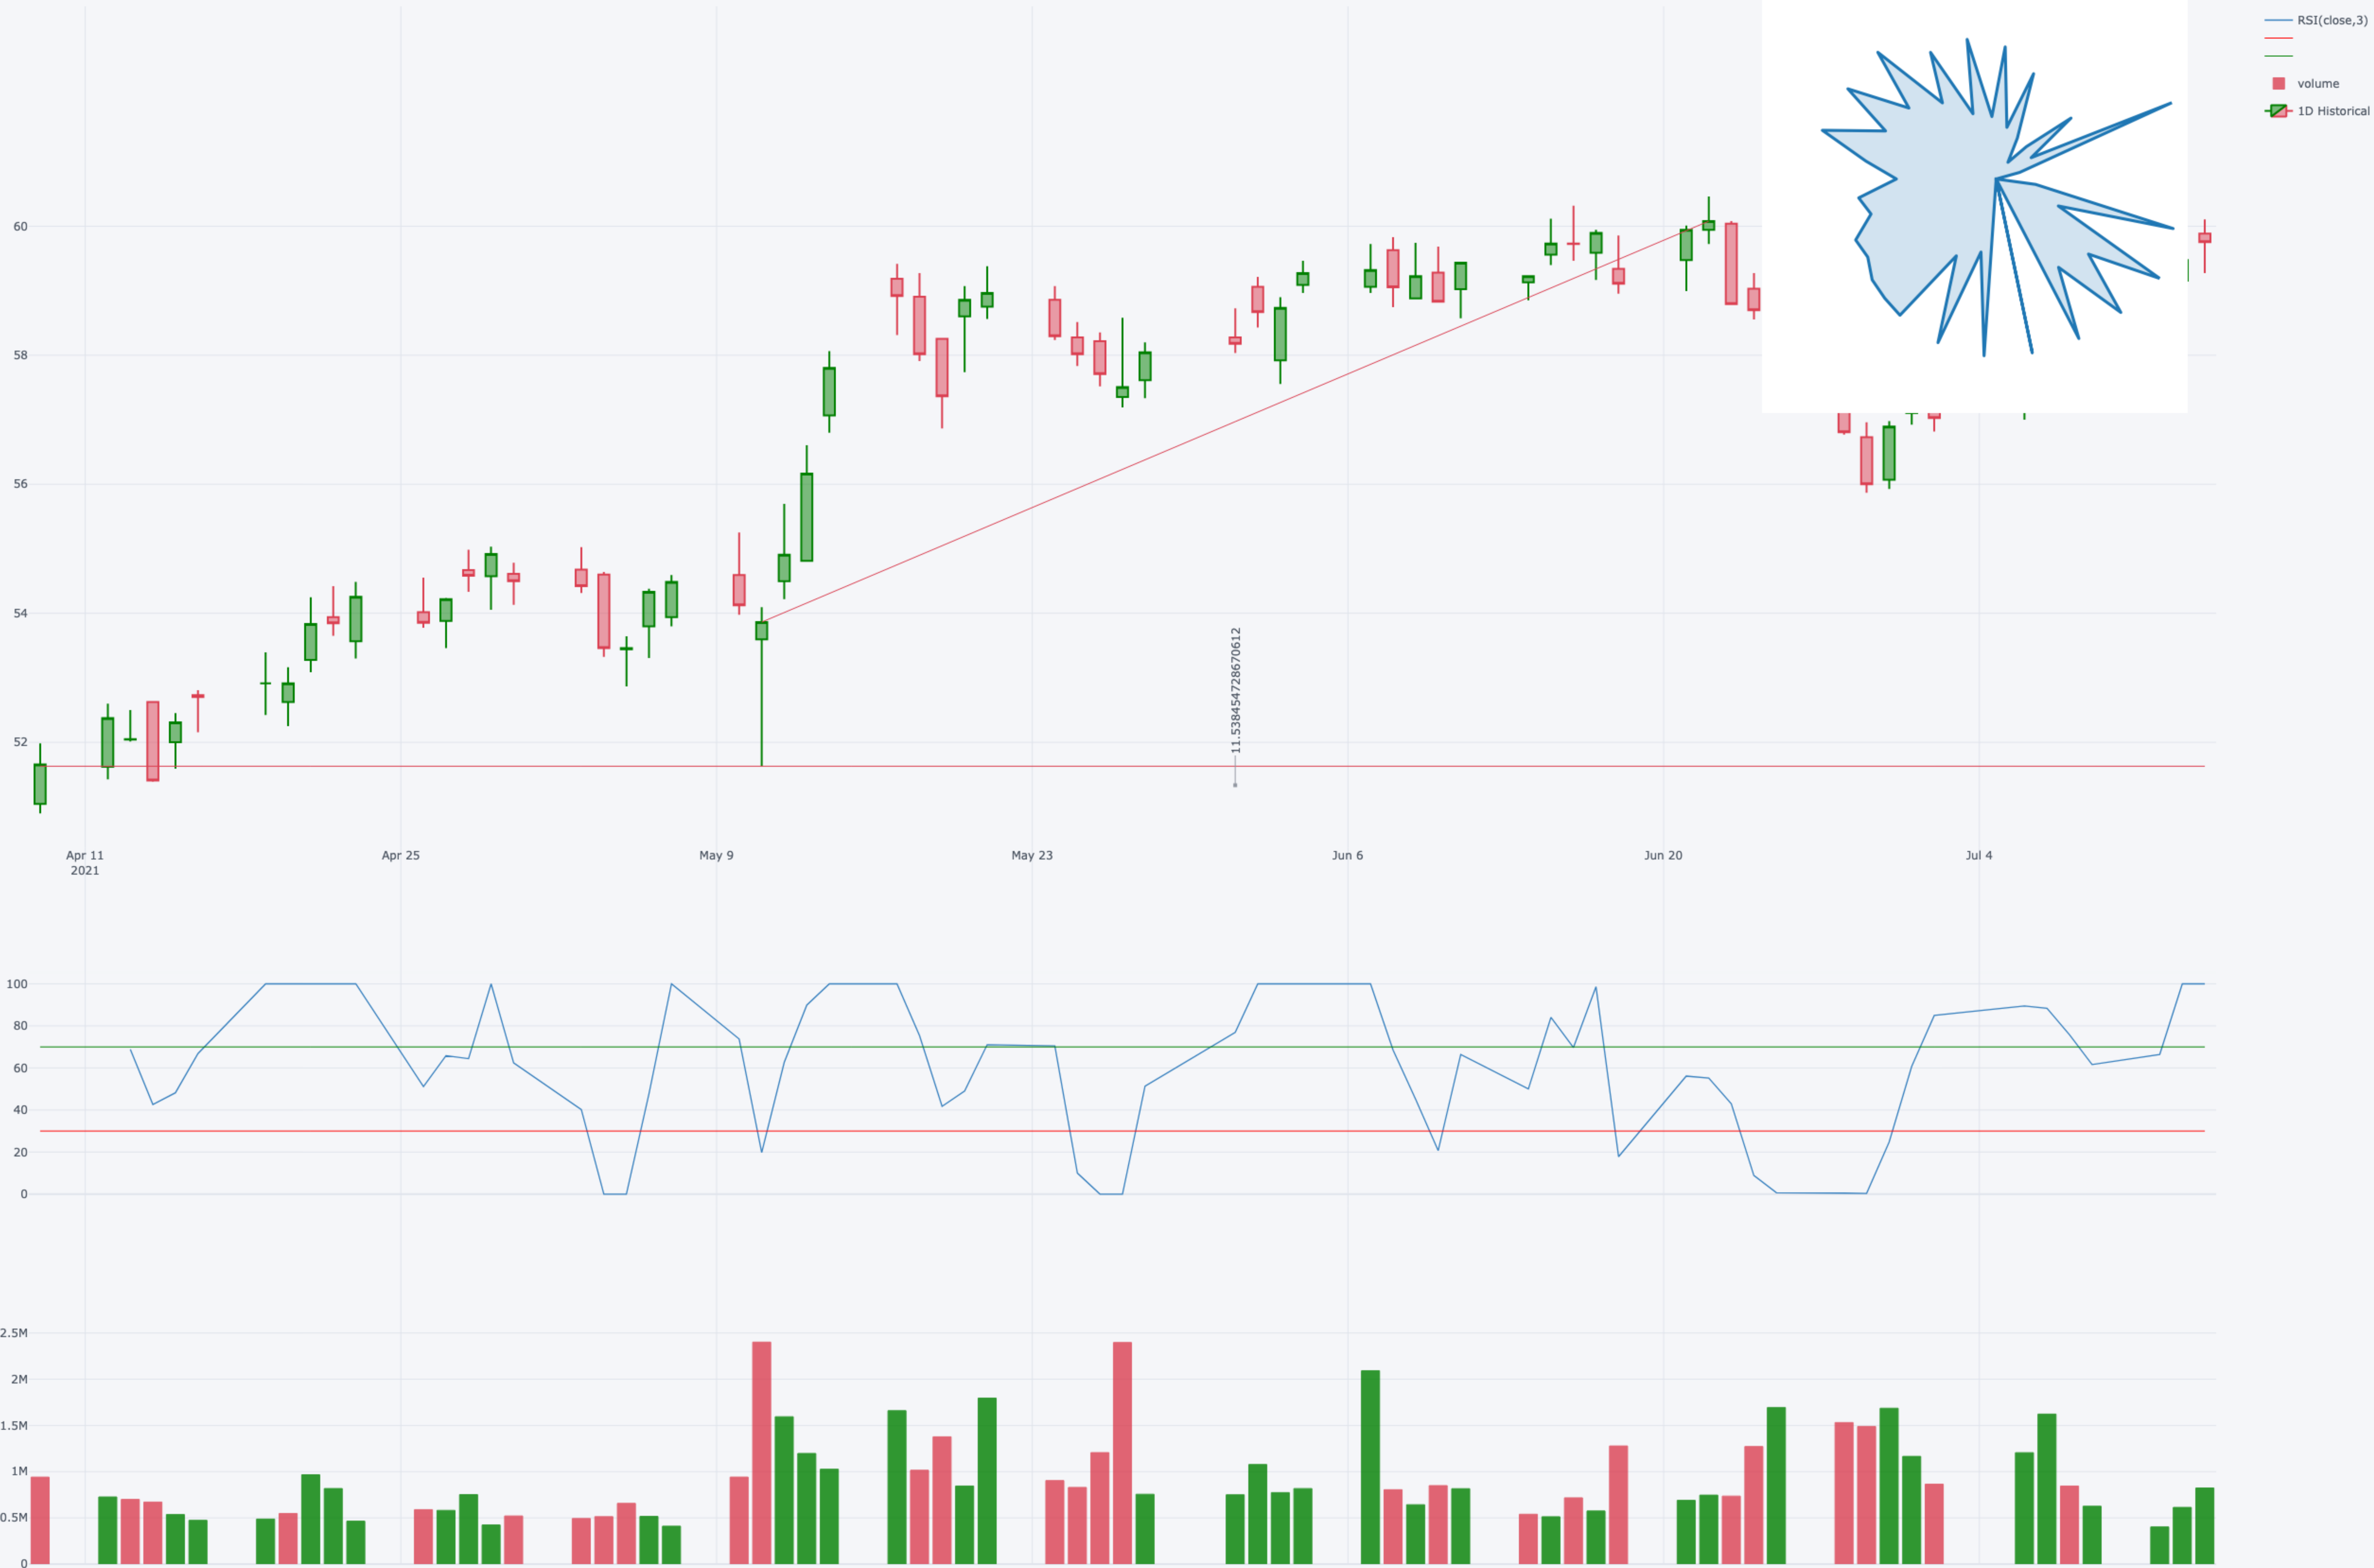 RSI(close,3)
volume
1D Historical
60
58
56
54
52
11.538454728670612
Apr 11
2021
Apr 25
May 9
May 23
Jun 6
Jun 20
Jul 4
100
80
60
40
20
0
2.5M
2M
1.5M
1M
0.5M
0